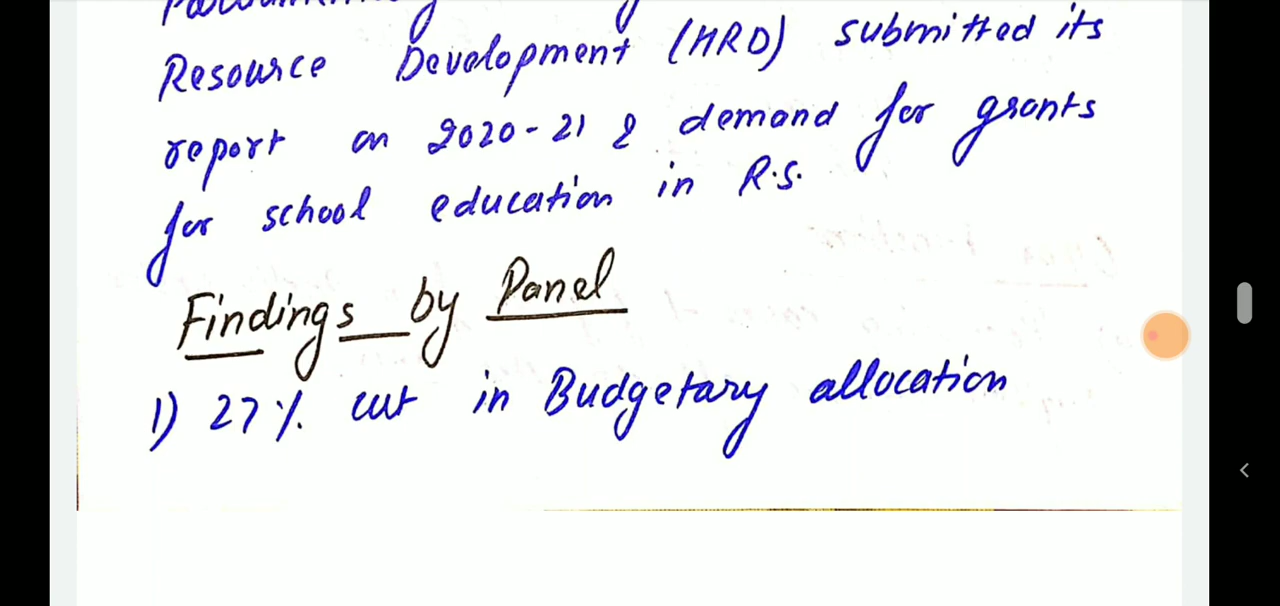 Resource Development (HRD) submitted its
report on 2020-21 & demand for grants
for school education in R.S.
Findings by Panel
1) 27% cut in Budgetary allocation